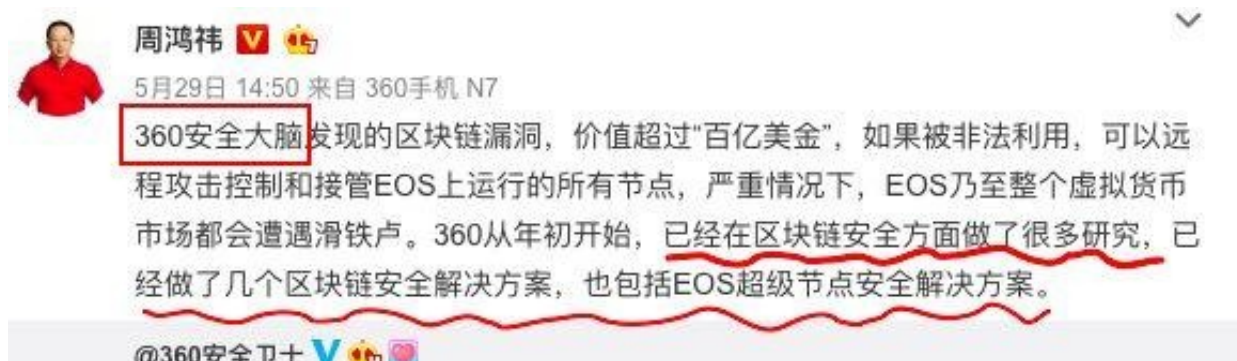 周鸿祎
5月29日 14:50 来自 360手机 N7
360安全大脑发现的区块链漏洞，价值超过“百亿美金”，如果被非法利用，可以远
程攻击控制和接管EOS上运行的所有节点，严重情况下，EOS乃至整个虚拟货币
市场都会遭遇滑铁卢。360从年初开始，已经在区块链安全方面做了很多研究，已
经做了几个区块链安全解决方案，也包括EOS超级节点安全解决方案。
@360安全卫士